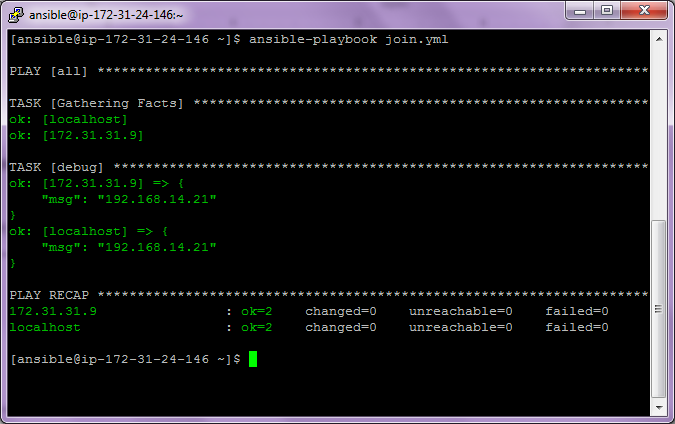 ansible@ip-172-31-24-146:~
[ansible@ip-172-31-24-146 ~]$ ansible-playbook join.yml
PLAY [all] *********************************************************************
TASK [Gathering Facts] *********************************************************
ok: [localhost]
ok: [172.31.31.9]
TASK [debug] *******************************************************************
ok: [172.31.31.9] => {
    "msg": "192.168.14.21"
}
ok: [localhost] => {
    "msg": "192.168.14.21"
}
PLAY RECAP *********************************************************************
172.31.31.9                : ok=2    changed=0    unreachable=0    failed=0
localhost                  : ok=2    changed=0    unreachable=0    failed=0
[ansible@ip-172-31-24-146 ~]$